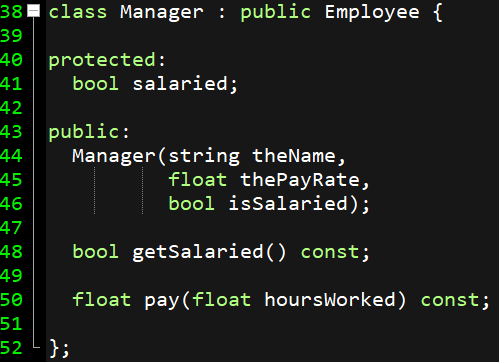 38 class Manager : public Employee {
39
40 protected:
41   bool salaried;
42
43 public:
44   Manager(string theName,
45           float thePayRate,
46           bool isSalaried);
47
48   bool getSalaried() const;
49
50   float pay(float hoursWorked) const;
51
52 };